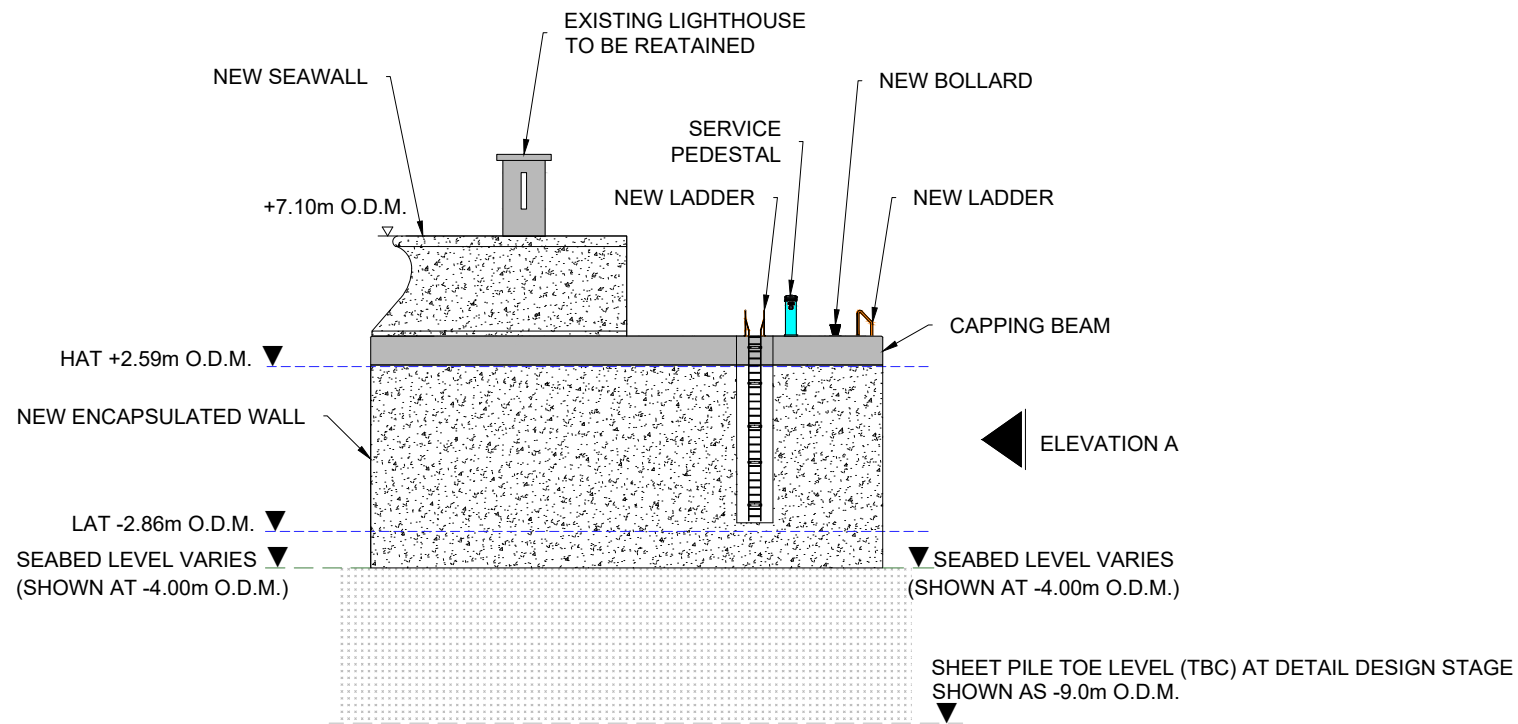 EXISTING LIGHTHOUSE
TO BE REATAINED
NEW SEAWALL
NEW BOLLARD
SERVICE
PEDESTAL
NEW LADDER
NEW LADDER
+7.10m O.D.M.
CAPPING BEAM
HAT +2.59m O.D.M.
NEW ENCAPSULATED WALL
ELEVATION A
LAT -2.86m O.D.M.
SEABED LEVEL VARIES
(SHOWN AT -4.00m O.D.M.)
SEABED LEVEL VARIES
(SHOWN AT -4.00m O.D.M.)
SHEET PILE TOE LEVEL (TBC) AT DETAIL DESIGN STAGE
SHOWN AS -9.0m O.D.M.